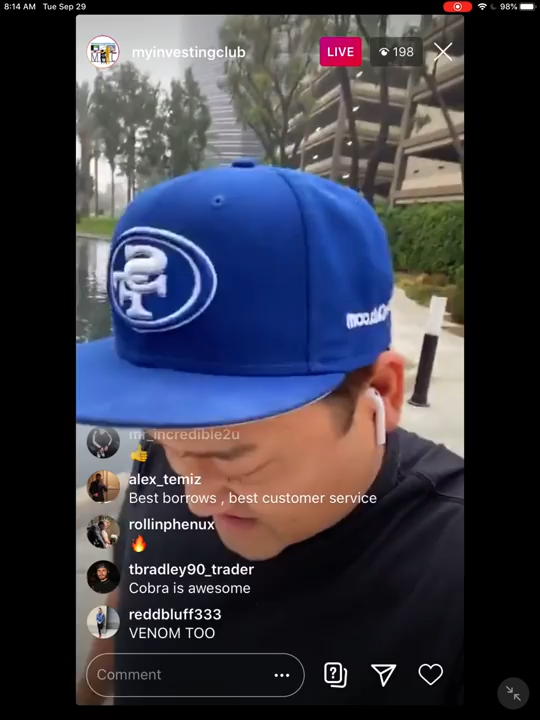 8:14 AM Tue Sep 29
98%
myinvestingclub
LIVE
198
mr_incredible2u
alex_temiz
Best borrows , best customer service
rollinphenux
tbradley90_trader
Cobra is awesome
reddbluff333
VENOM TOO
Comment